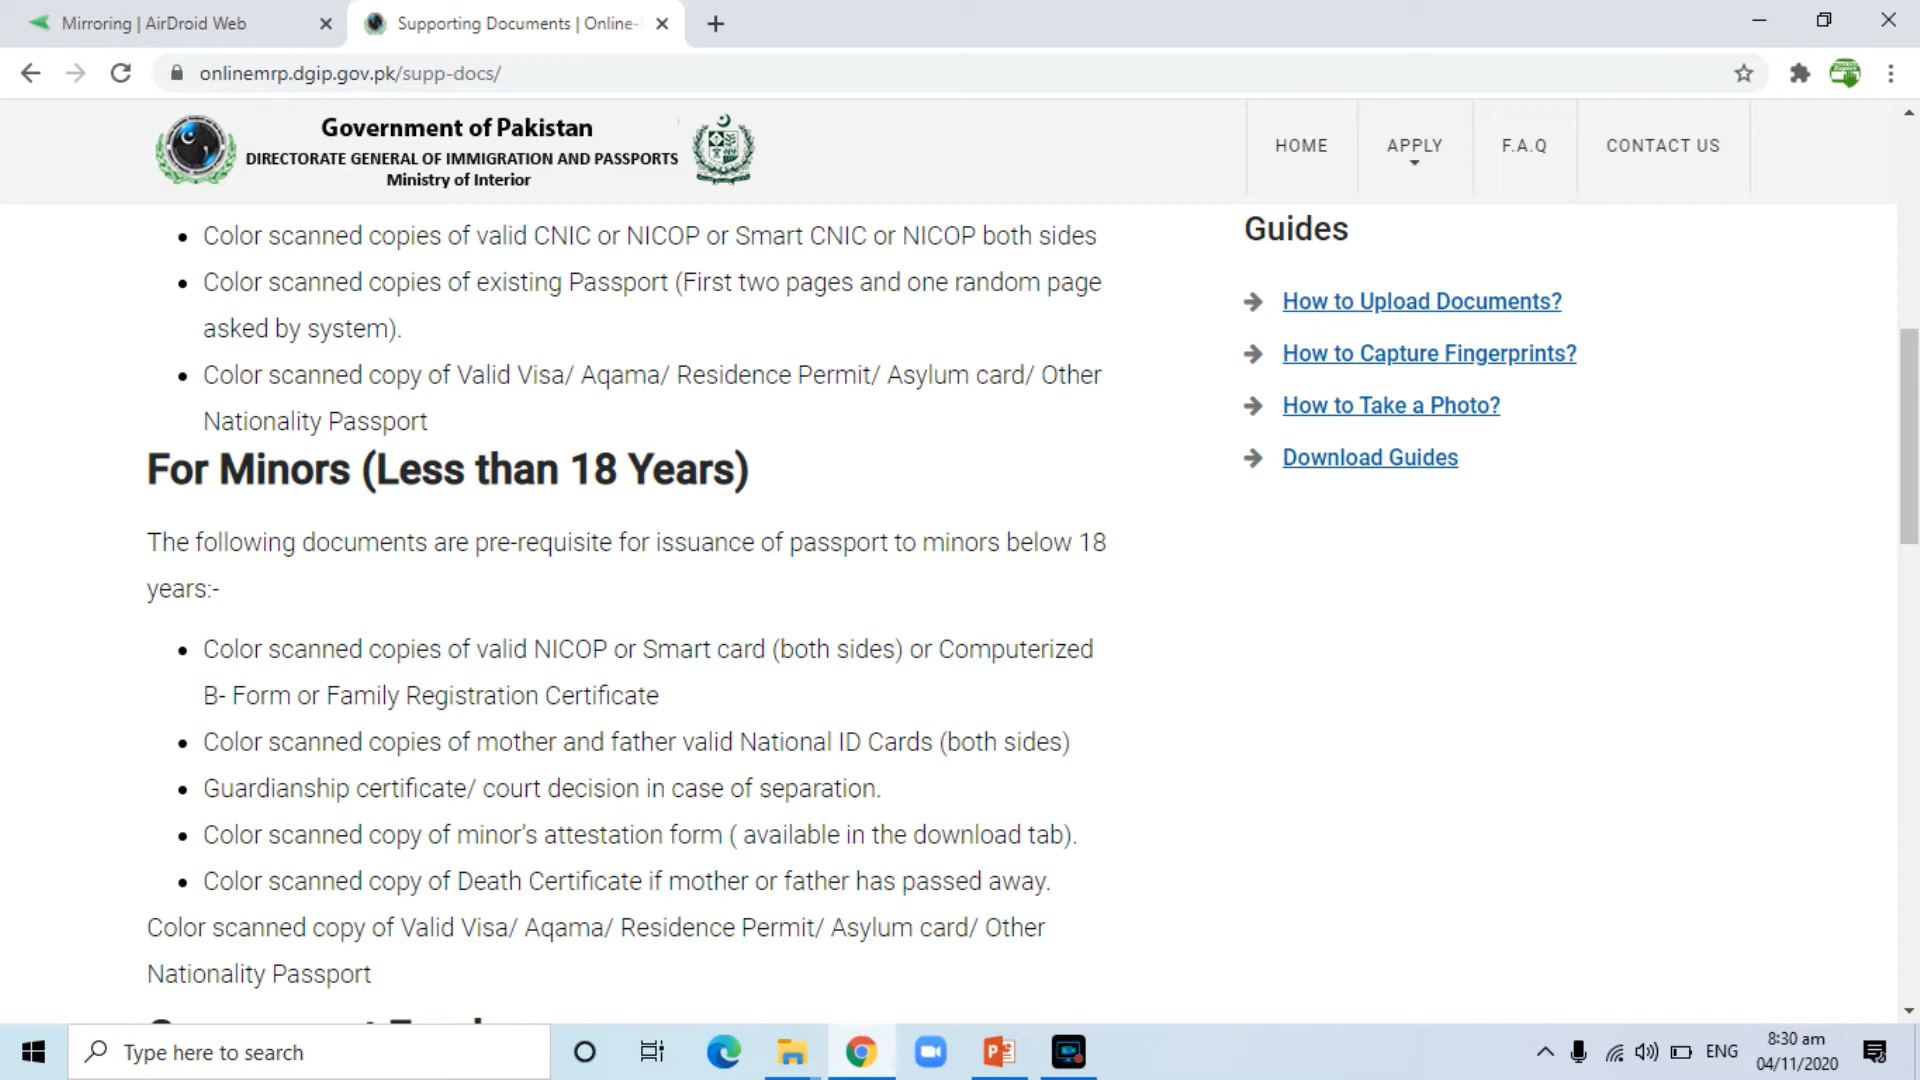 Mirroring | AirDroid Web
Supporting Documents | Online-
onlinemrp.dgip.gov.pk/supp-docs/
Government of Pakistan
DIRECTORATE GENERAL OF IMMIGRATION AND PASSPORTS
Ministry of Interior
HOME
APPLY
F.A.Q
CONTACT US
Color scanned copies of valid CNIC or NICOP or Smart CNIC or NICOP both sides
Color scanned copies of existing Passport (First two pages and one random page
asked by system).
Color scanned copy of Valid Visa/ Aqama/ Residence Permit/ Asylum card/ Other
Nationality Passport
For Minors (Less than 18 Years)
The following documents are pre-requisite for issuance of passport to minors below 18
years:-
Color scanned copies of valid NICOP or Smart card (both sides) or Computerized
B- Form or Family Registration Certificate
Color scanned copies of mother and father valid National ID Cards (both sides)
Guardianship certificate/ court decision in case of separation.
Color scanned copy of minor's attestation form ( available in the download tab).
Color scanned copy of Death Certificate if mother or father has passed away.
Color scanned copy of Valid Visa/ Aqama/ Residence Permit/ Asylum card/ Other
Nationality Passport
Guides
How to Upload Documents?
How to Capture Fingerprints?
How to Take a Photo?
Download Guides
Type here to search
ENG
8:30 am
04/11/2020